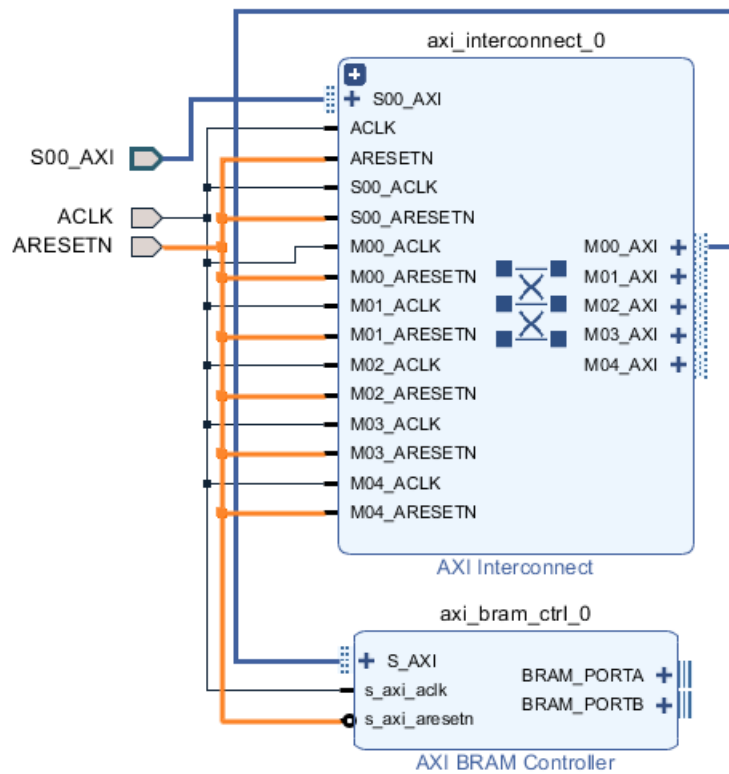 axi_interconnect_0
S00_AXI
ACLK
ARESETN
S00_AXI
ACLK
ARESETN
S00_ACLK
S00_ARESETN
M00_ACLK
M00_ARESETN
M01_ACLK
M01_ARESETN
M02_ACLK
M02_ARESETN
M03_ACLK
M03_ARESETN
M04_ACLK
M04_ARESETN
M00_AXI
M01_AXI
M02_AXI
M03_AXI
M04_AXI
AXI Interconnect
axi_bram_ctrl_0
S_AXI
s_axi_aclk
s_axi_aresetn
BRAM_PORTA
BRAM_PORTB
AXI BRAM Controller